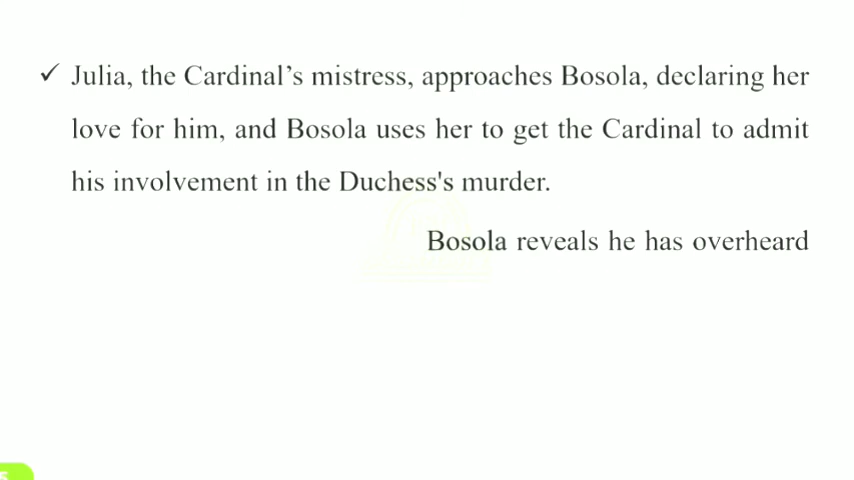 ✓ Julia, the Cardinal’s mistress, approaches Bosola, declaring her
love for him, and Bosola uses her to get the Cardinal to admit
his involvement in the Duchess's murder.
Bosola reveals he has overheard